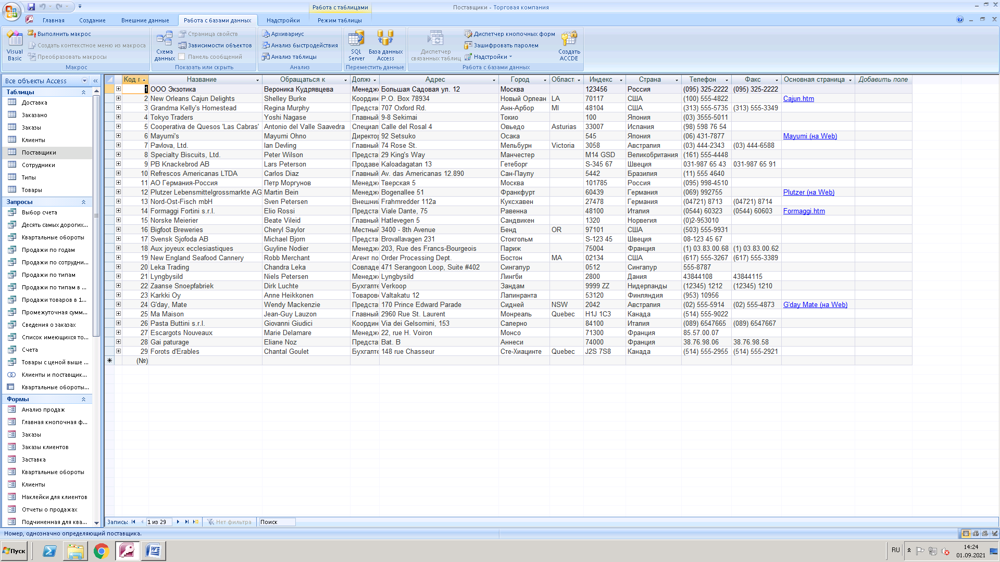 Работа с таблицами
Поставщики - Торговая компания
Главная Создание Внешние данные Работа с базами данных Надстройки Режим таблицы
Visual Basic
Выполнить макрос
Создать контекстное меню из макроса
Преобразовать макросы
Макрос
Схема данных
Страница свойств
Зависимости объектов
Панель сообщений
Показать или скрыть
Архивариус
Анализ быстродействия
Анализ таблицы
Анализ
SQL Server
База данных Access
Переместить данные
Диспетчер связанных таблиц
Диспетчер кнопочных форм
Зашифровать паролем
Надстройки
Создать ACCDE
Работа с базами данных
Все объекты Access
Таблицы
Доставка
Заказано
Заказы
Клиенты
Поставщики
Сотрудники
Типы
Товары
Запросы
Выбор счета
Десять самых дорогих...
Квартальные обороты
Продажи по годам
Продажи по сотрудни...
Продажи по типам
Продажи по типам в ...
Продажи товаров в 1...
Промежуточная сумм...
Сведения о заказах
Список имеющихся то...
Счета
Товары с ценой выше ...
Клиенты и поставщик...
Квартальные обороты...
Формы
Анализ продаж
Главная кнопочная ф...
Заказы
Заказы клиентов
Заставка
Квартальные обороты
Клиенты
Наклейки для клиентов
Отчеты о продажах
Подчиненная для ква...
Код Название Обращаться к Должн Адрес Город Област Индекс Страна Телефон Факс Основная страница Добавить поле
1 ООО Экзотика Вероника Кудрявцева Менедж Большая Садовая ул. 12 Москва 123456 Россия (095) 325-2222 (095) 325-2222
2 New Orleans Cajun Delights Shelley Burke Координ P.O. Box 78934 Новый Орлеан LA 70117 США (100) 555-4822 Cajun.htm
3 Grandma Kelly's Homestead Regina Murphy Предста 707 Oxford Rd. Анн-Арбор MI 48104 США (313) 555-5735 (313) 555-3349
4 Tokyo Traders Yoshi Nagase Главный 9-8 Sekimai Токио 100 Япония (03) 3555-5011
5 Cooperativa de Quesos 'Las Cabras' Antonio del Valle Saavedra Специал Calle del Rosal 4 Овьедо Asturias 33007 Испания (98) 598 76 54
6 Mayumi's Mayumi Ohno Директор 92 Setsuko Осака 545 Япония (06) 431-7877 Mayumi (на Web)
7 Pavlova, Ltd. Ian Devling Главный 74 Rose St. Мельбурн Victoria 3058 Австралия (03) 444-2343 (03) 444-6588
8 Specialty Biscuits, Ltd. Peter Wilson Предста 29 King's Way Манчестер M14 GSD Великобритания (161) 555-4448
9 PB Knackebrod AB Lars Peterson Продаве Kaloadagatan 13 Гетеборг S-345 67 Швеция 031-987 65 43 031-987 65 91
10 Refrescos Americanas LTDA Carlos Diaz Главный Av. das Americanas 12.890 Сан-Паулу 5442 Бразилия (11) 555 4640
11 АО Германия-Россия Петр Моргунов Менедж Тверская 5 Москва 101785 Россия (095) 998-4510
12 Plutzer Lebensmittelgrossmarkte AG Martin Bein Менедж Bogenallee 51 Франкфурт 60439 Германия (069) 992755 Plutzer (на Web)
13 Nord-Ost-Fisch mbH Sven Petersen Внешний Frahmredder 112a Куксхавен 27478 Германия (04721) 8713 (04721) 8714
14 Formaggi Fortini s.r.l. Elio Rossi Предста Viale Dante, 75 Равенна 48100 Италия (0544) 60323 (0544) 60603 Formaggi.htm
15 Norske Meierier Beate Vileid Главный Hatlevegen 5 Сандвикен 1320 Норвегия (0)2-953010
16 Bigfoot Breweries Cheryl Saylor Местный 3400 - 8th Avenue Бенд OR 97101 США (503) 555-9931
17 Svensk Sjofoda AB Michael Bjorn Предста Brovallavagen 231 Стокгольм S-123 45 Швеция 08-123 45 67
18 Aux joyeux ecclesiastiques Guyline Nodier Менедж 203, Rue des Francs-Bourgeois Париж 75004 Франция (1) 03.83.00.68 (1) 03.83.00.62
19 New England Seafood Cannery Robb Merchant Агент по Order Processing Dept. Бостон MA 02134 США (617) 555-3267 (617) 555-3389
20 Leka Trading Chandra Leka Совладе 471 Serangoon Loop, Suite #402 Сингапур 0512 Сингапур 555-8787
21 Lyngbysild Niels Petersen Менедж Lyngbysild Лингби 2800 Дания 43844108 43844115
22 Zaanse Snoepfabriek Dirk Luchte Бухгалте Verkoop Зандам 9999 ZZ Нидерланды (12345) 1212 (12345) 1210
23 Karkki Oy Anne Heikkonen Товаров Valtakatu 12 Лапинранта 53120 Финляндия (953) 10956
24 G'day, Mate Wendy Mackenzie Предста 170 Prince Edward Parade Сидней NSW 2042 Австралия (02) 555-5914 (02) 555-4873 G'day Mate (на Web)
25 Ma Maison Jean-Guy Lauzon Главный 2960 Rue St. Laurent Монреаль Quebec H1J 1C3 Канада (514) 555-9022
26 Pasta Buttini s.r.l. Giovanni Giudici Координ Via dei Gelsomini, 153 Салерно 84100 Италия (089) 6547665 (089) 6547667
27 Escargots Nouveaux Marie Delamare Менедж 22, rue H. Voiron Монсо 71300 Франция 85.57.00.07
28 Gai paturage Eliane Noz Предста Bat. B Аннеси 74000 Франция 38.76.98.06 38.76.98.58
29 Forots d'Erables Chantal Goulet Бухгалте 148 rue Chasseur Сте-Хиацинте Quebec J2S 7S8 Канада (514) 555-2955 (514) 555-2921
(№)
Запись: 1 из 29 Нет фильтра Поиск
Номер, однозначно определяющий поставщика.
Пуск
RU
14:24
01.09.2021